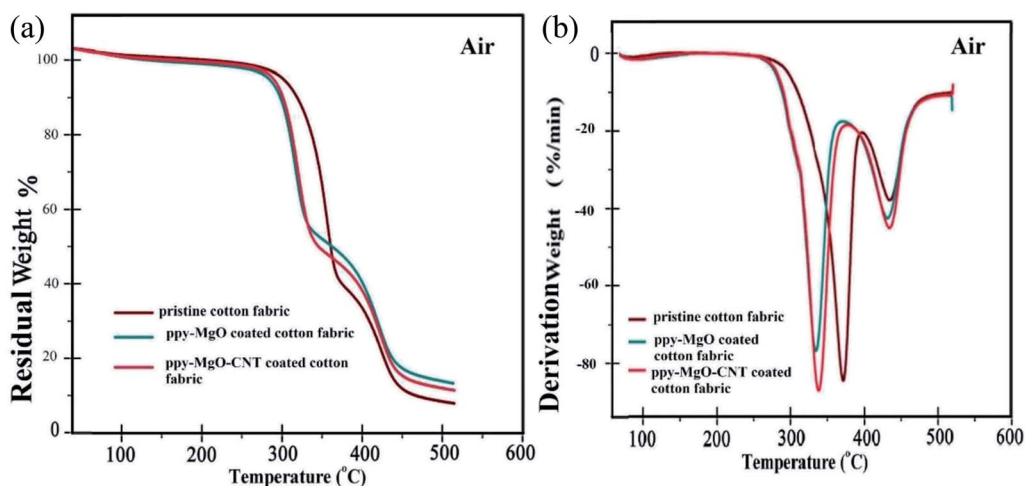 (a)
Air
Residual Weight %
100
80
60
40
20
0
pristine cotton fabric
ppy-MgO coated cotton fabric
ppy-MgO-CNT coated cotton
fabric
100
200
300
400
500
600
Temperature (°C)
(b)
Air
DerivationWeight ( %/min)
0
-20
-40
-60
-80
pristine cotton fabric
ppy-MgO coated
cotton fabric
ppy-MgO-CNT coated
cotton fabric
100
200
300
400
500
600
Temperature (°C)